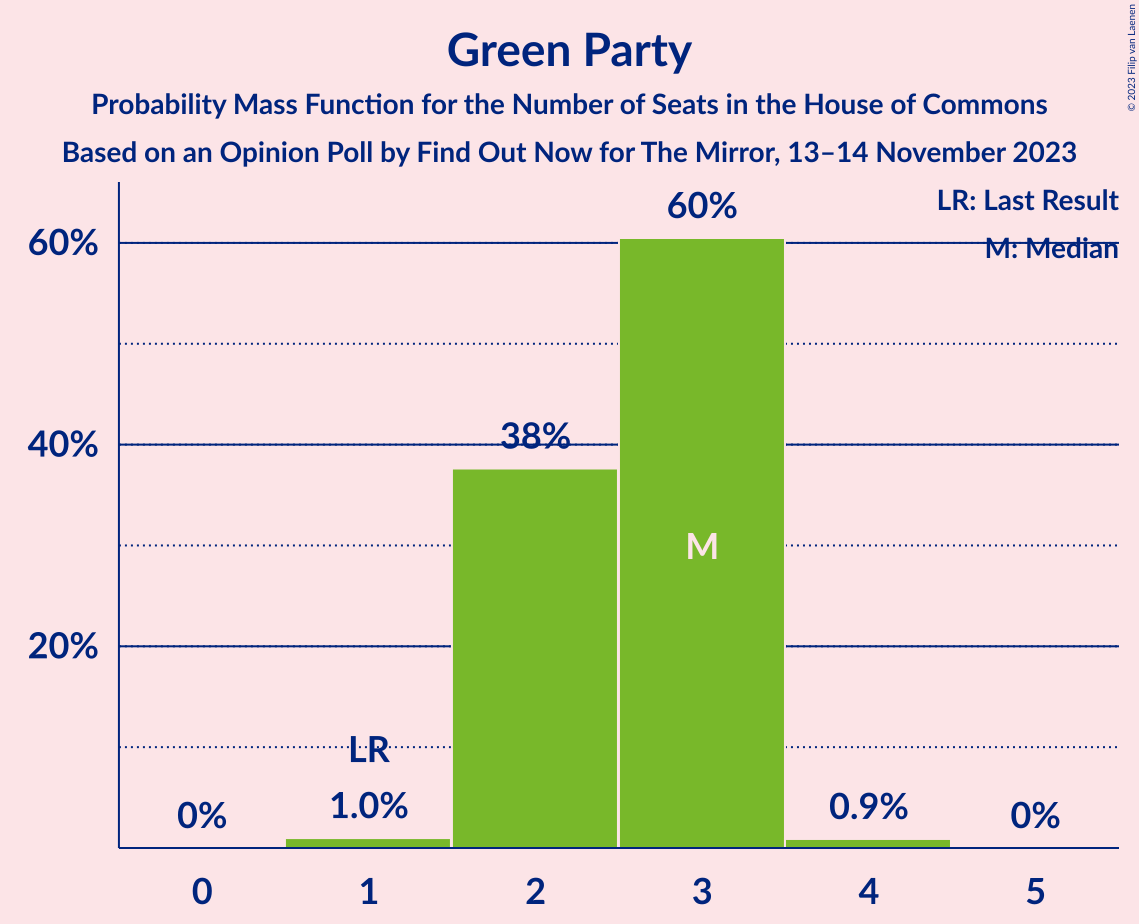 Green Party
Probability Mass Function for the Number of Seats in the House of Commons
Based on an Opinion Poll by Find Out Now for The Mirror, 13–14 November 2023
© 2023 Filip van Laenen
LR: Last Result
M: Median
60%
40%
20%
0%
LR
1.0%
38%
60%
M
0.9%
0%
0 1 2 3 4 5